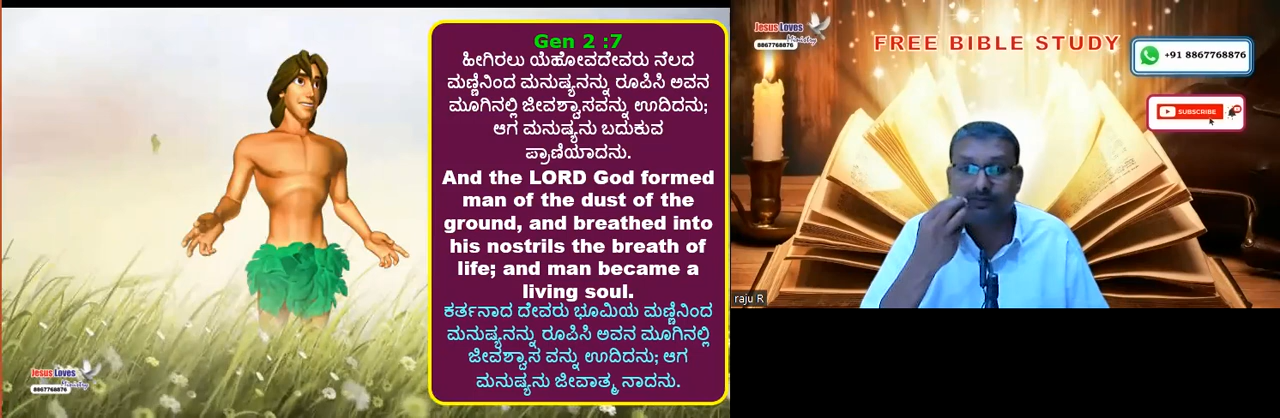 Gen 2 :7
ಹೀಗಿರಲು ಯೆಹೋವದೇವರು ನೆಲದ
ಮಣ್ಣಿನಿಂದ ಮನುಷ್ಯನನ್ನು ರೂಪಿಸಿ ಅವನ
ಮೂಗಿನಲ್ಲಿ ಜೀವಶ್ವಾಸವನ್ನು ಊದಿದನು;
ಆಗ ಮನುಷ್ಯನು ಬದುಕುವ
ಪ್ರಾಣಿಯಾದನು.
And the LORD God formed
man of the dust of the
ground, and breathed into
his nostrils the breath of
life; and man became a
living soul.
ಕರ್ತನಾದ ದೇವರು ಭೂಮಿಯ ಮಣ್ಣಿನಿಂದ
ಮನುಷ್ಯನನ್ನು ರೂಪಿಸಿ ಅವನ ಮೂಗಿನಲ್ಲಿ
ಜೀವಶ್ವಾಸ ವನ್ನು ಊದಿದನು; ಆಗ
ಮನುಷ್ಯನು ಜೀವಾತ್ಮ ನಾದನು.
Jesus Loves
Ministry
8867768876
Jesus Loves
Ministry
8867768876
FREE BIBLE STUDY
+91 8867768876
SUBSCRIBE
raju R